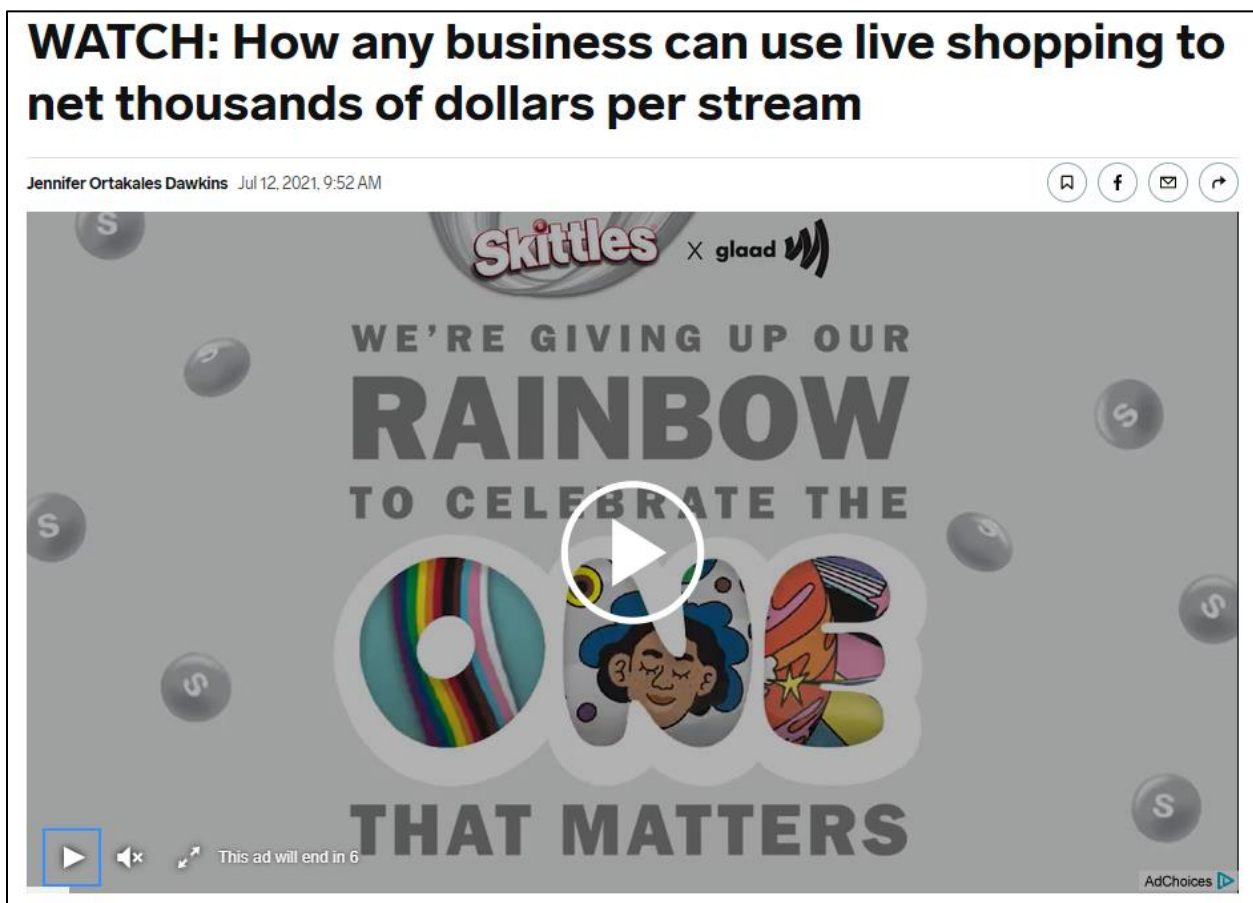 WATCH: How any business can use live shopping to
net thousands of dollars per stream
Jennifer Ortakales Dawkins Jul 12, 2021, 9:52 AM
f
Skittles X glaad
WE'RE GIVING UP OUR
RAINBOW
TO CELEBRATE THE
ONE
THAT MATTERS
S
S
S
S
S
S
This ad will end in 6
AdChoices